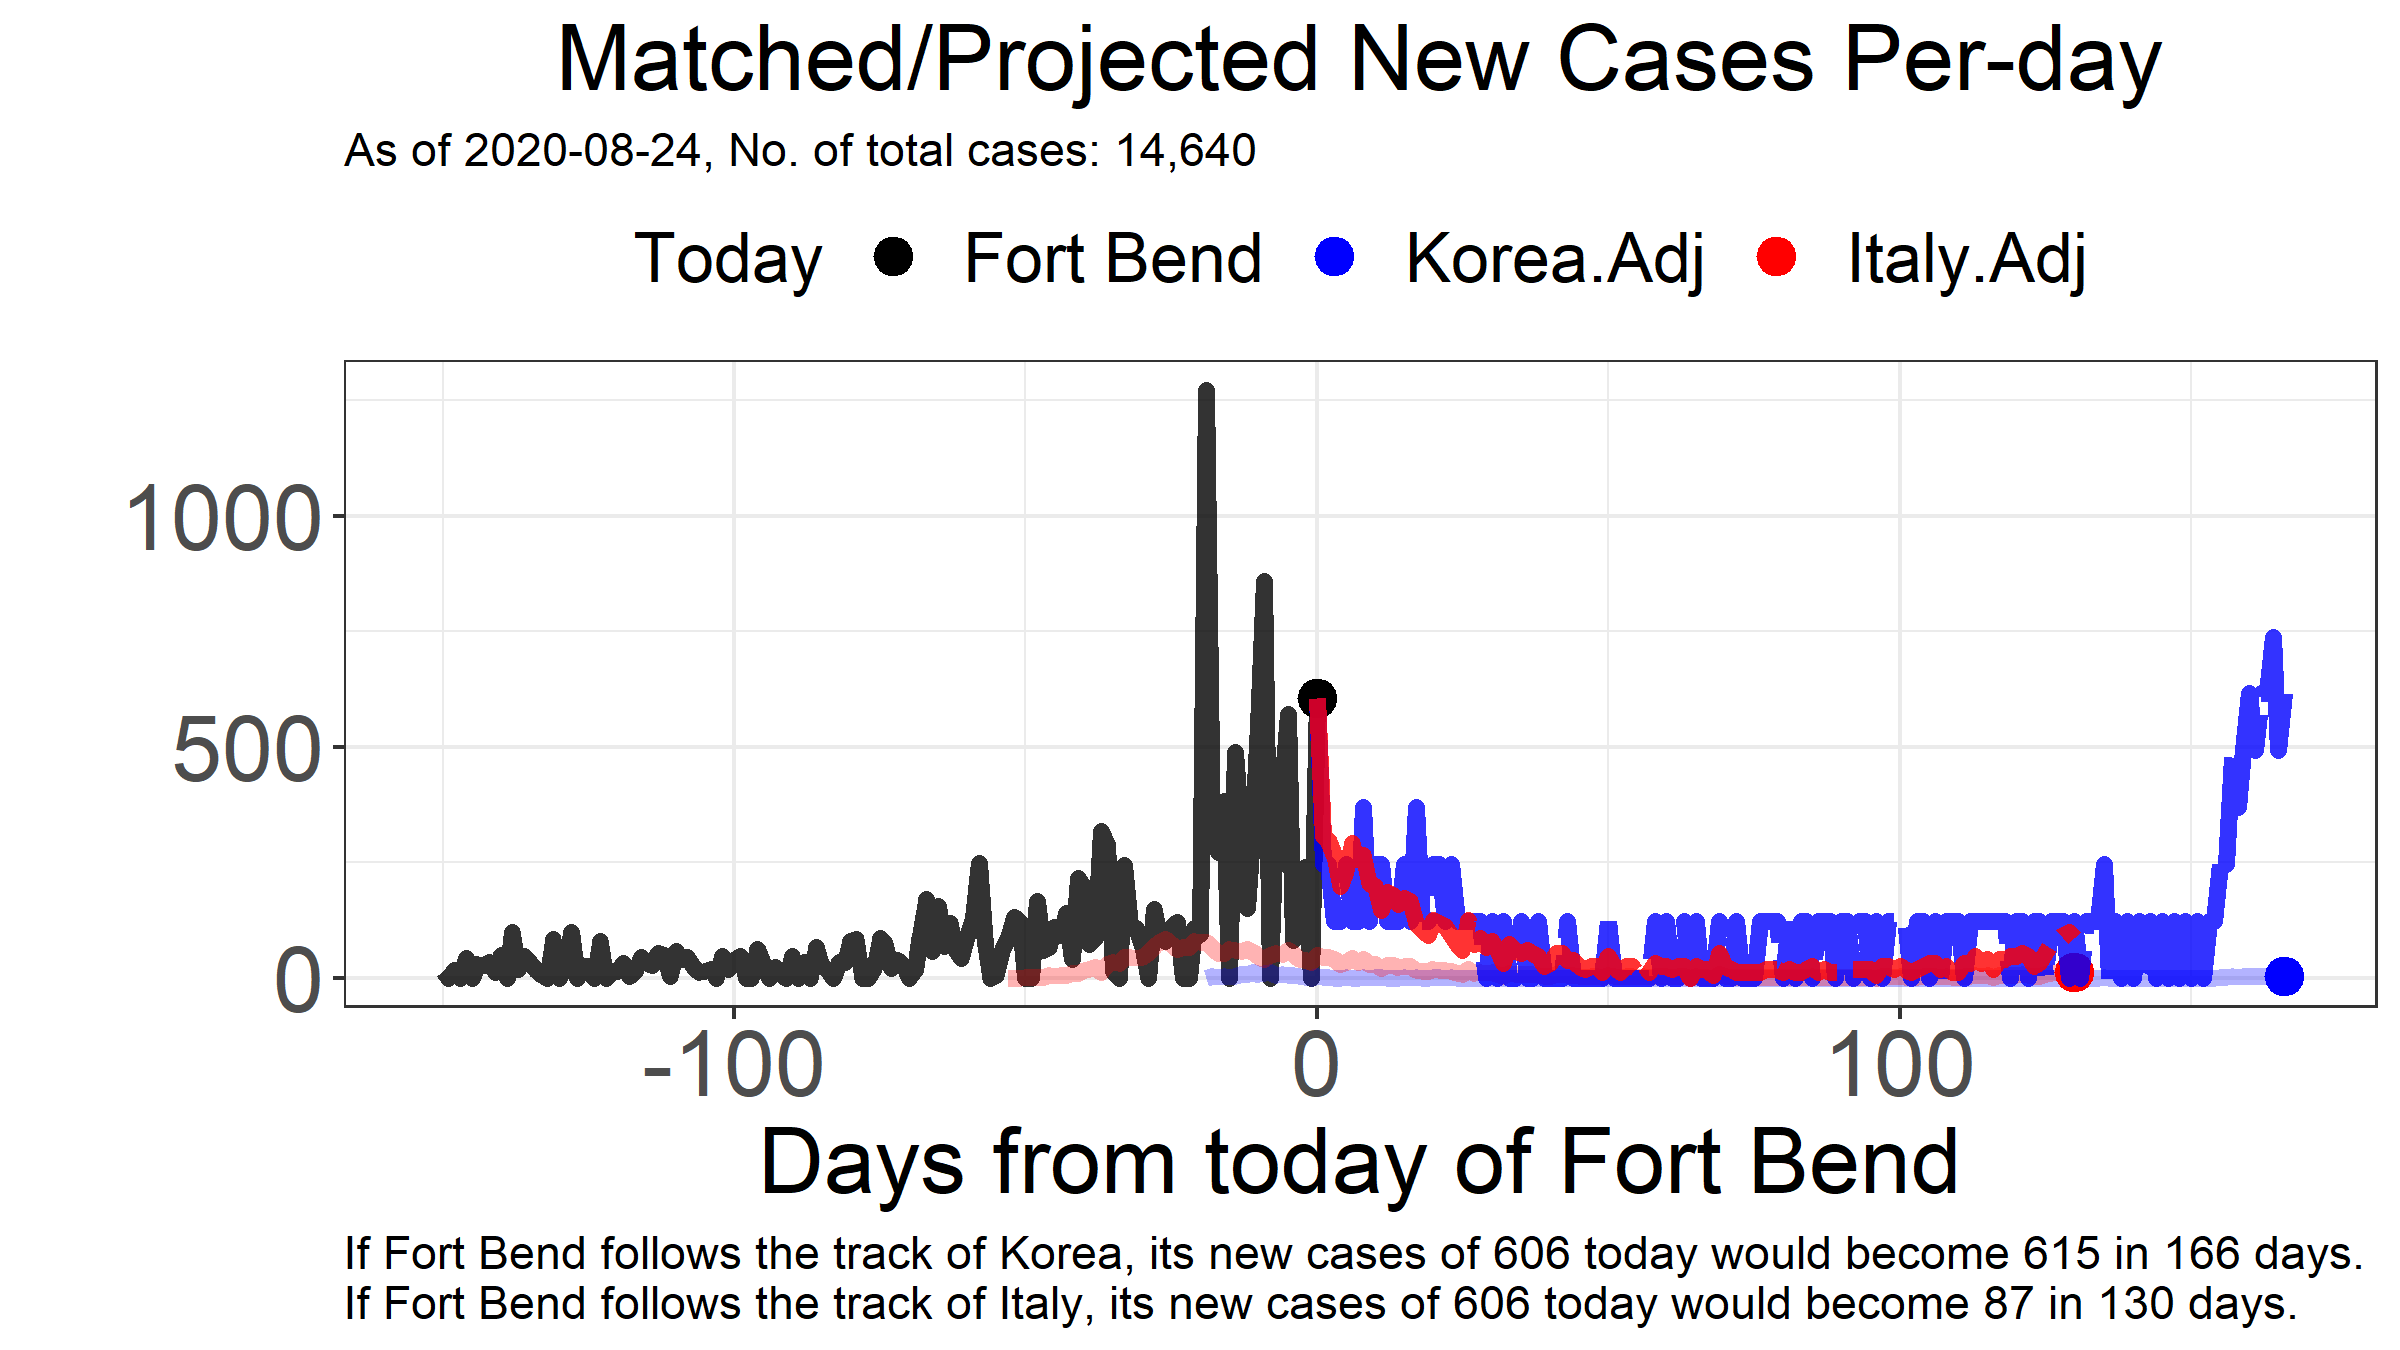 Matched/Projected New Cases Per-day
As of 2020-08-24, No. of total cases: 14,640
Today Fort Bend Korea.Adj Italy.Adj
1000
500
0
-100 0 100
Days from today of Fort Bend
If Fort Bend follows the track of Korea, its new cases of 606 today would become 615 in 166 days.
If Fort Bend follows the track of Italy, its new cases of 606 today would become 87 in 130 days.